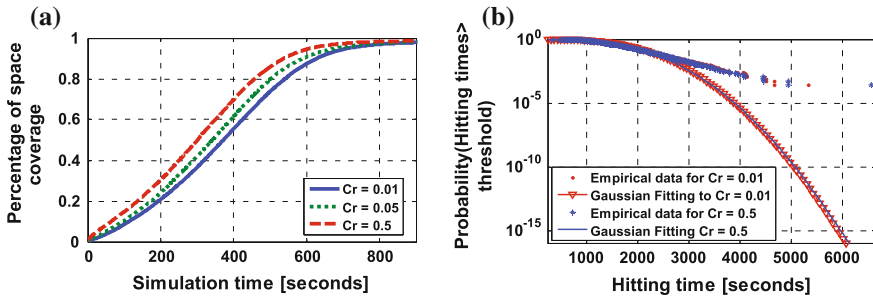 (a)
Percentage of space
coverage
1
0.8
0.6
0.4
0.2
0
0 200 400 600 800
Simulation time [seconds]
Cr = 0.01
Cr = 0.05
Cr = 0.5
(b)
Probability(Hitting times>
threshold)
10^0
10^-5
10^-10
10^-15
1000 2000 3000 4000 5000 6000
Hitting time [seconds]
Empirical data for Cr = 0.01
Gaussian Fitting to Cr = 0.01
Empirical data for Cr = 0.5
Gaussian Fitting Cr = 0.5